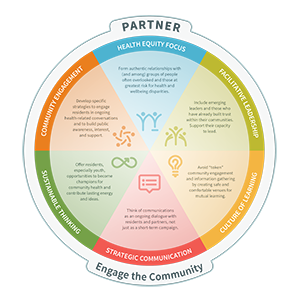 PARTNER
HEALTH EQUITY FOCUS
Form authentic relationships with
(and among) groups of people
often overlooked and those at
greatest risk for health and
wellbeing disparities.
COMMUNITY ENGAGEMENT
Develop specific
strategies to engage
residents in ongoing
health-related conversations
and to build public
awareness, interest,
and support.
FACILITATIVE LEADERSHIP
Include emerging
leaders and those who
already have built trust
within their communities.
Support their capacity
to lead.
SUSTAINABLE THINKING
Offer residents,
especially youth,
opportunities to become
champions for
community health and
contribute lasting energy
and ideas.
CULTURE OF LEARNING
Avoid "token"
community engagement
and information gathering
by creating safe and
comfortable venues for
mutual learning.
Think of communications
as an ongoing dialogue with
residents and partners, not
just as a short-term campaign.
STRATEGIC COMMUNICATION
Engage the Community